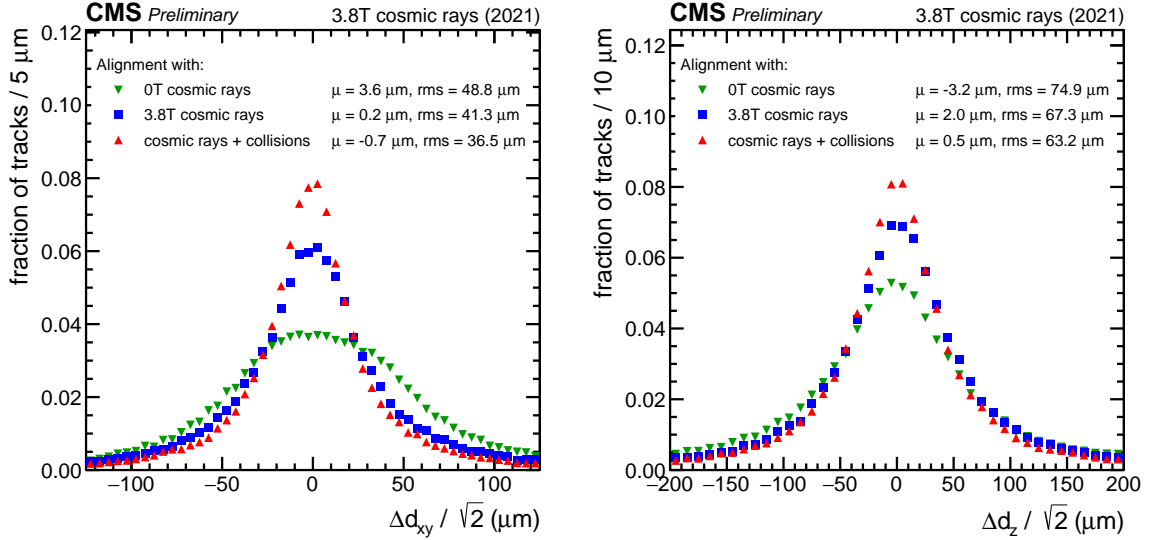 CMS Preliminary 3.8T cosmic rays (2021)
fraction of tracks / 5 μm
0.12
0.10
0.08
0.06
0.04
0.02
0.00
Alignment with:
0T cosmic rays μ = 3.6 μm, rms = 48.8 μm
3.8T cosmic rays μ = 0.2 μm, rms = 41.3 μm
cosmic rays + collisions μ = -0.7 μm, rms = 36.5 μm
−100 −50 0 50 100
Δd_xy / √2 (μm)
CMS Preliminary 3.8T cosmic rays (2021)
fraction of tracks / 10 μm
0.12
0.10
0.08
0.06
0.04
0.02
0.00
Alignment with:
0T cosmic rays μ = -3.2 μm, rms = 74.9 μm
3.8T cosmic rays μ = 2.0 μm, rms = 67.3 μm
cosmic rays + collisions μ = 0.5 μm, rms = 63.2 μm
−200 −150 −100 −50 0 50 100 150 200
Δd_z / √2 (μm)